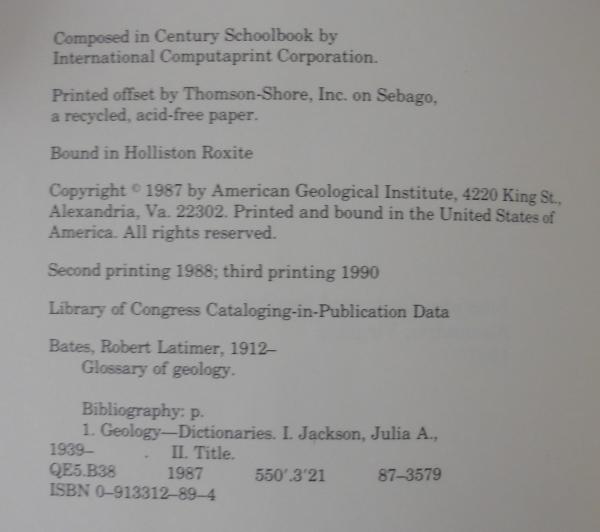 Composed in Century Schoolbook by
International Computaprint Corporation.
Printed offset by Thomson-Shore, Inc. on Sebago,
a recycled, acid-free paper.
Bound in Holliston Roxite
Copyright © 1987 by American Geological Institute, 4220 King St.,
Alexandria, Va. 22302. Printed and bound in the United States of
America. All rights reserved.
Second printing 1988; third printing 1990
Library of Congress Cataloging-in-Publication Data
Bates, Robert Latimer, 1912–
Glossary of geology.
Bibliography: p.
1. Geology—Dictionaries. I. Jackson, Julia A.,
1939– . II. Title.
QE5.B38 1987 550′.3′21 87–3579
ISBN 0–913312–89–4